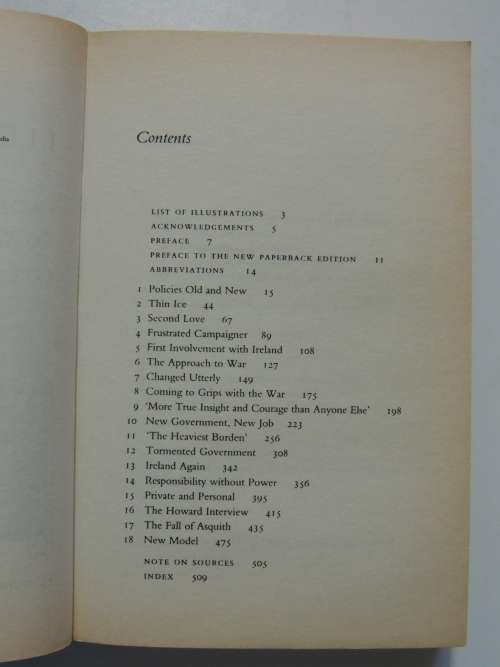 Contents
LIST OF ILLUSTRATIONS 3
ACKNOWLEDGEMENTS 5
PREFACE 7
PREFACE TO THE NEW PAPERBACK EDITION 11
ABBREVIATIONS 14
1 Policies Old and New 15
2 Thin Ice 44
3 Second Love 67
4 Frustrated Campaigner 89
5 First Involvement with Ireland 108
6 The Approach to War 127
7 Changed Utterly 149
8 Coming to Grips with the War 175
9 ‘More True Insight and Courage than Anyone Else’ 198
10 New Government, New Job 223
11 ‘The Heaviest Borden’ 256
12 Tormented Government 308
13 Ireland Again 342
14 Responsibility without Power 356
15 Private and Personal 395
16 The Howard Interview 415
17 The Fall of Asquith 435
18 New Model 475
NOTE ON SOURCES 505
INDEX 509